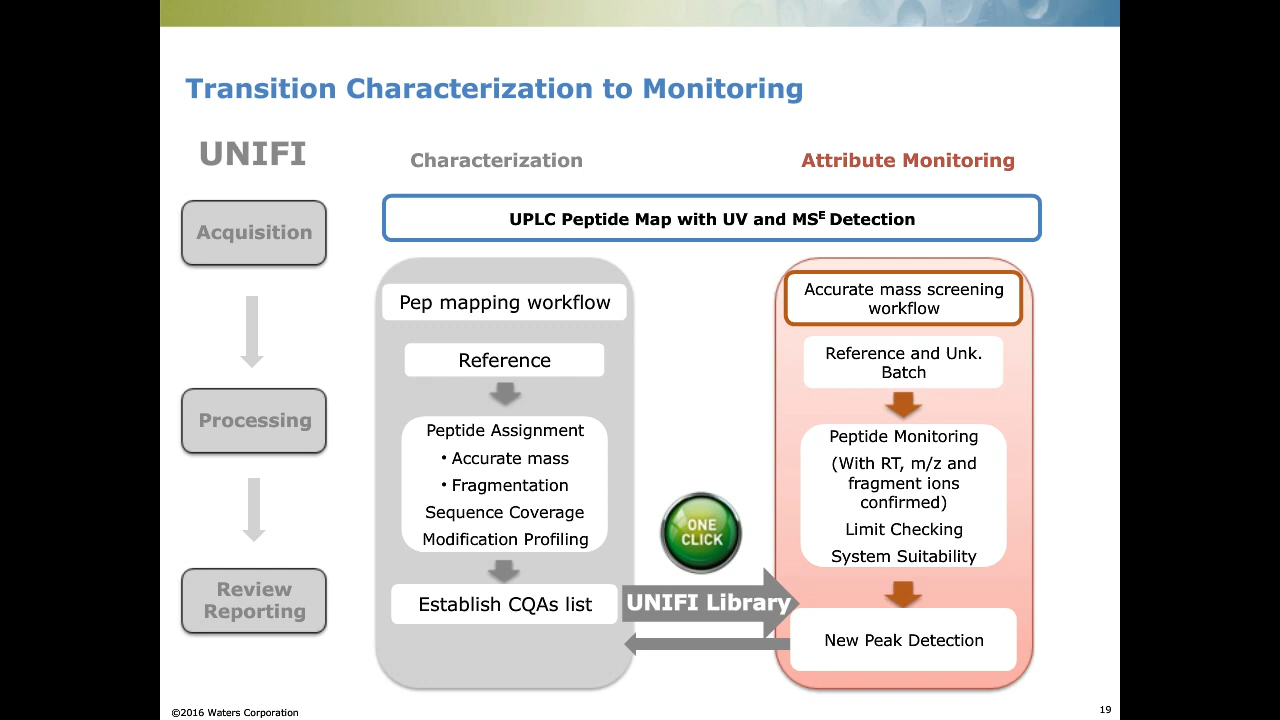 Transition Characterization to Monitoring
UNIFI
Characterization
Attribute Monitoring
Acquisition
UPLC Peptide Map with UV and MSᴱ Detection
Pep mapping workflow
Reference
Peptide Assignment
• Accurate mass
• Fragmentation
Sequence Coverage
Modification Profiling
Establish CQAs list
Accurate mass screening
workflow
Reference and Unk.
Batch
Peptide Monitoring
(With RT, m/z and
fragment ions
confirmed)
Limit Checking
System Suitability
New Peak Detection
ONE
CLICK
UNIFI Library
Processing
Review
Reporting
©2016 Waters Corporation
19